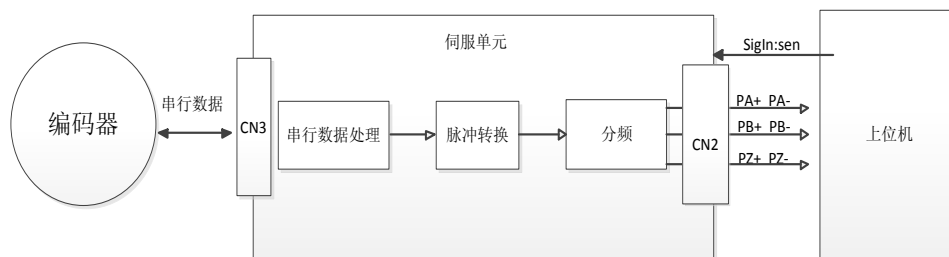 伺服单元
SigIn:sen
编码器
串行数据
CN3
串行数据处理
脉冲转换
分频
CN2
PA+ PA-
PB+ PB-
PZ+ PZ-
上位机